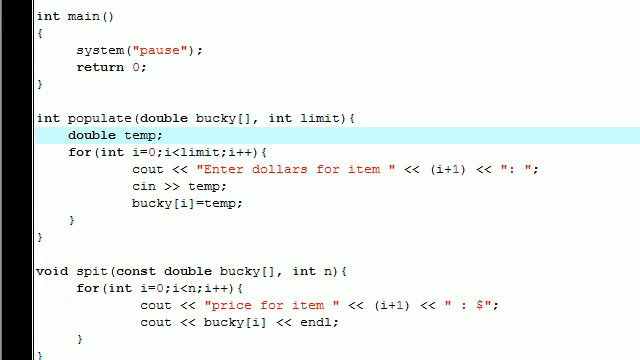 int main()
{
system("pause");
return 0;
}
int populate(double bucky[], int limit){
double temp;
for(int i=0;i<limit;i++){
cout << "Enter dollars for item " << (i+1) << ": ";
cin >> temp;
bucky[i]=temp;
}
}
void spit(const double bucky[], int n){
for(int i=0;i<n;i++){
cout << "price for item " << (i+1) << " : $";
cout << bucky[i] << endl;
}
}